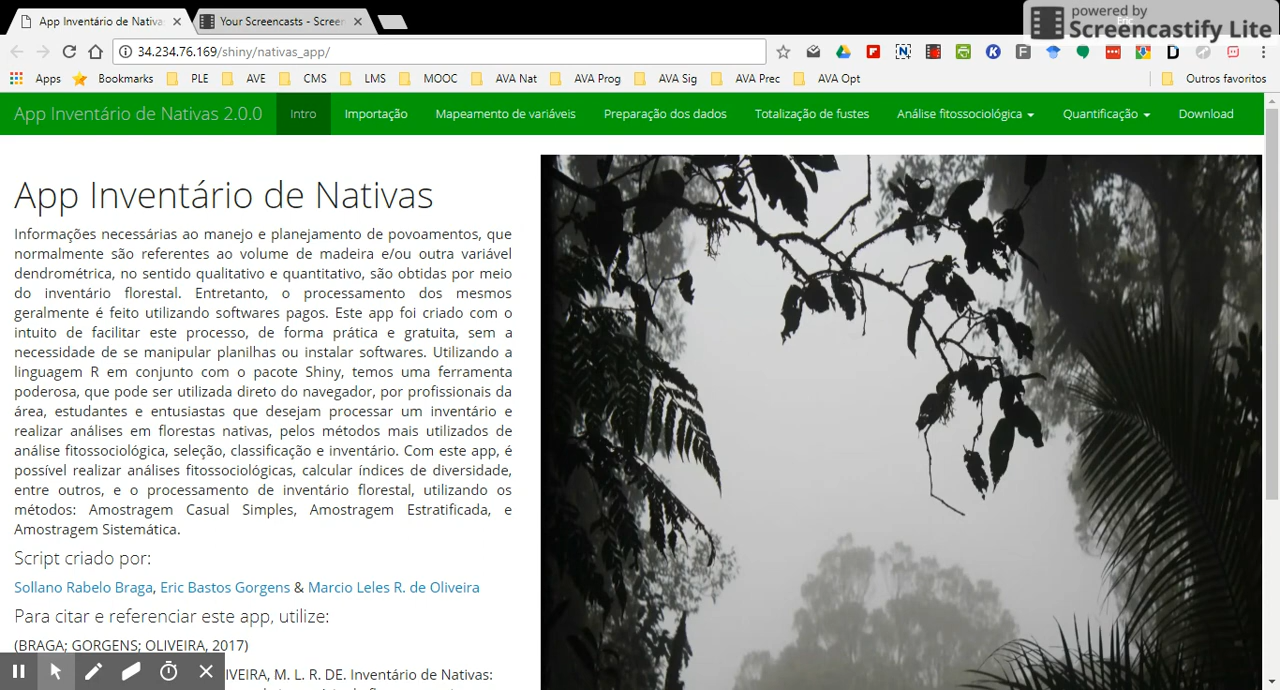 App Inventário de Nativa
Your Screencasts - Screen
powered by
Screencastify Lite
34.234.76.169/shiny/nativas_app/
Apps
Bookmarks
PLE
AVE
CMS
LMS
MOOC
AVA Nat
AVA Prog
AVA Sig
AVA Prec
AVA Opt
Outros favoritos
App Inventário de Nativas 2.0.0
Intro
Importação
Mapeamento de variáveis
Preparação dos dados
Totalização de fustes
Análise fitossociológica
Quantificação
Download
App Inventário de Nativas
Informações necessárias ao manejo e planejamento de povoamentos, que
normalmente são referentes ao volume de madeira e/ou outra variável
dendrométrica, no sentido qualitativo e quantitativo, são obtidas por meio
do inventário florestal. Entretanto, o processamento dos mesmos
geralmente é feito utilizando softwares pagos. Este app foi criado com o
intuito de facilitar este processo, de forma prática e gratuita, sem a
necessidade de se manipular planilhas ou instalar softwares. Utilizando a
linguagem R em conjunto com o pacote Shiny, temos uma ferramenta
poderosa, que pode ser utilizada direto do navegador, por profissionais da
área, estudantes e entusiastas que desejam processar um inventário e
realizar análises em florestas nativas, pelos métodos mais utilizados de
análise fitossociológica, seleção, classificação e inventário. Com este app, é
possível realizar análises fitossociológicas, calcular índices de diversidade,
entre outros, e o processamento de inventário florestal, utilizando os
métodos: Amostragem Casual Simples, Amostragem Estratificada, e
Amostragem Sistemática.
Script criado por:
Sollano Rabelo Braga, Eric Bastos Gorgens & Marcio Leles R. de Oliveira
Para citar e referenciar este app, utilize:
(BRAGA; GORGENS; OLIVEIRA, 2017)
IVEIRA, M. L. R. DE. Inventário de Nativas: